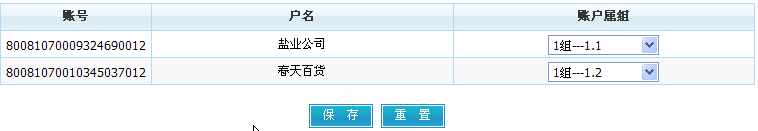 账号 户名 账户属组
80081070009324690012 盐业公司 1组---1.1
80081070010345037012 春天百货 1组---1.2
保 存 重 置